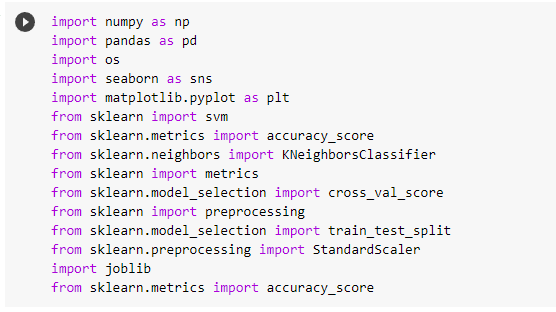 import numpy as np
import pandas as pd
import os
import seaborn as sns
import matplotlib.pyplot as plt
from sklearn import svm
from sklearn.metrics import accuracy_score
from sklearn.neighbors import KNeighborsClassifier
from sklearn import metrics
from sklearn.model_selection import cross_val_score
from sklearn import preprocessing
from sklearn.model_selection import train_test_split
from sklearn.preprocessing import StandardScaler
import joblib
from sklearn.metrics import accuracy_score